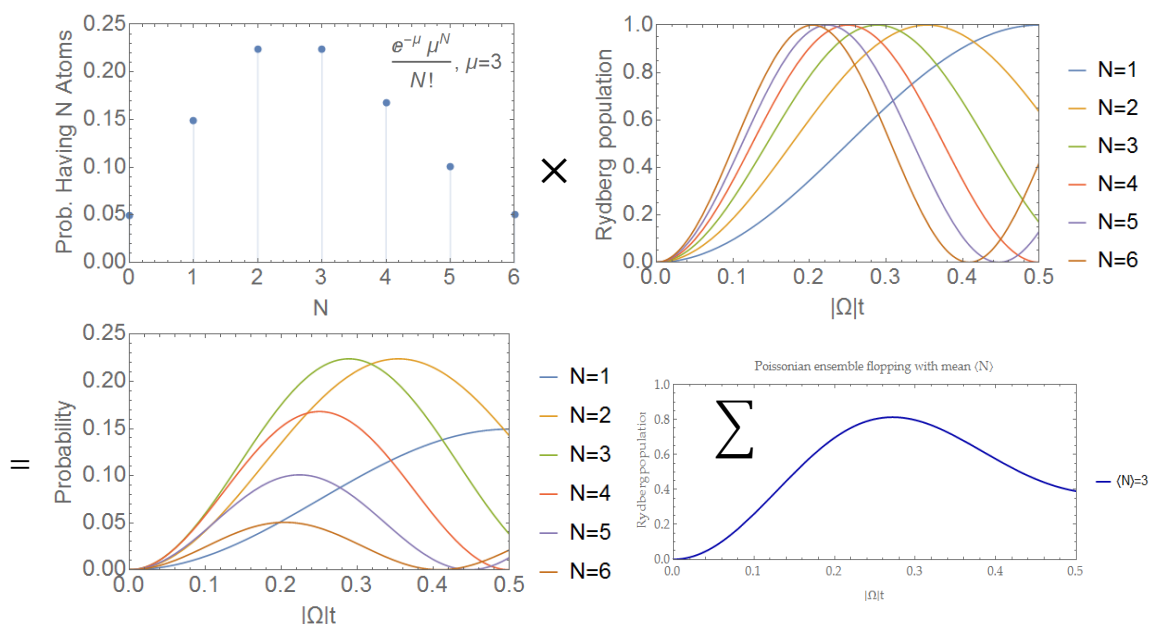 Prob. Having N Atoms
0.25
0.20
0.15
0.10
0.05
0.00
e^{-μ} μ^N / N! , μ=3
0 1 2 3 4 5 6
N
×
Rydberg population
1.0
0.8
0.6
0.4
0.2
0.0
0.0 0.1 0.2 0.3 0.4 0.5
|Ω|t
N=1
N=2
N=3
N=4
N=5
N=6
=
Probability
0.25
0.20
0.15
0.10
0.05
0.00
0.0 0.1 0.2 0.3 0.4 0.5
|Ω|t
N=1
N=2
N=3
N=4
N=5
N=6
Poissonian ensemble flopping with mean ⟨N⟩
∑
Rydberg population
1.0
0.8
0.6
0.4
0.2
0.0
0.0 0.1 0.2 0.3 0.4 0.5
|Ω|t
⟨N⟩=3